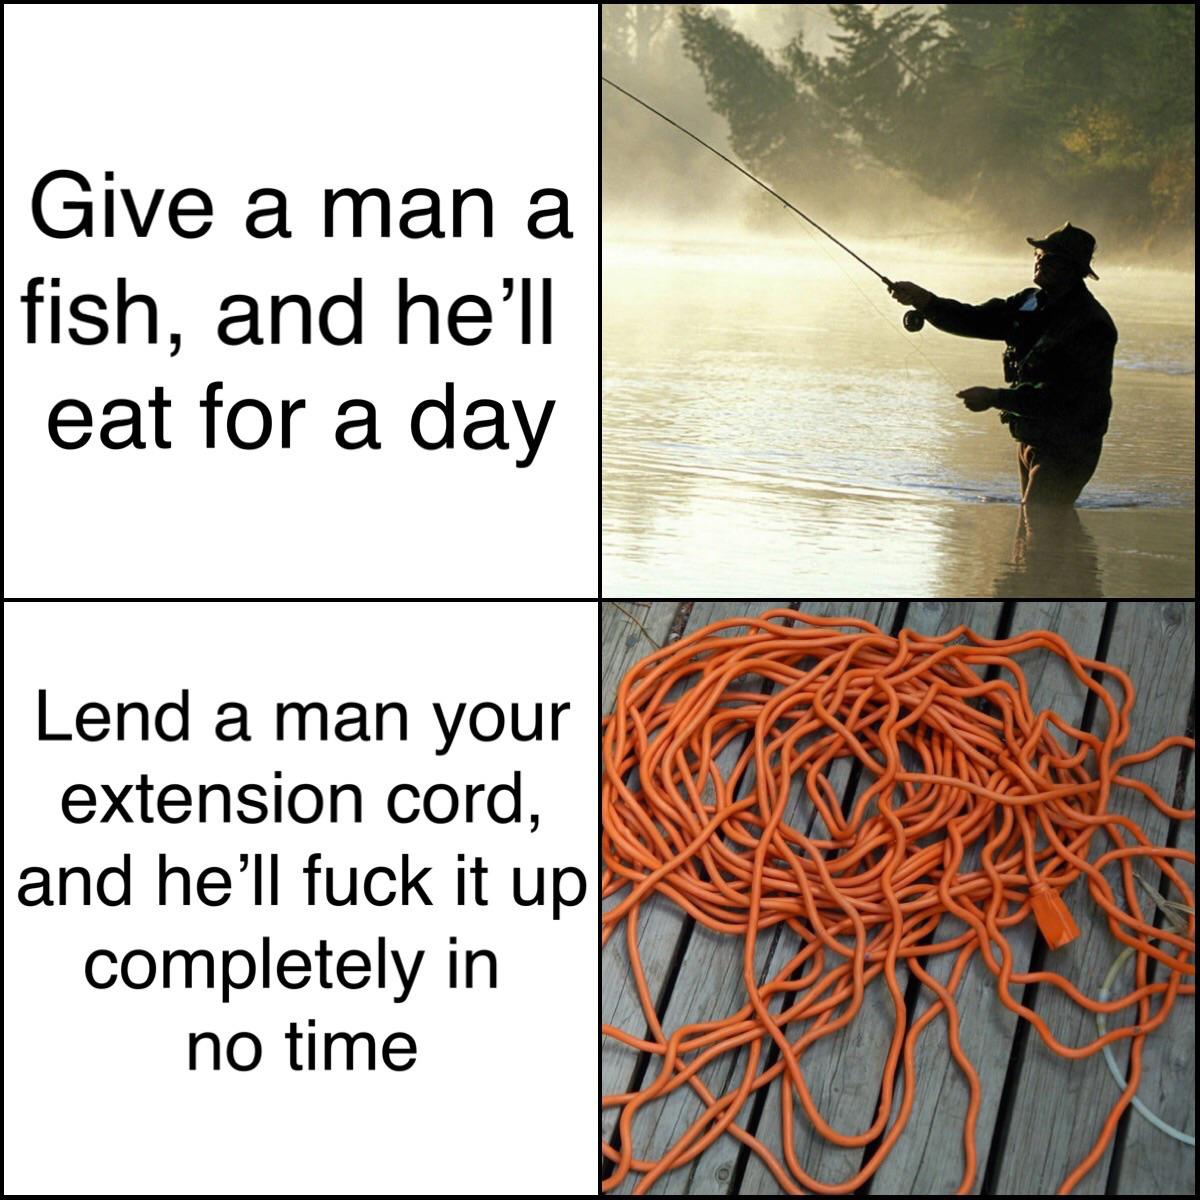 Give a man a
fish, and he’ll
eat for a day
Lend a man your
extension cord,
and he’ll fuck it up
completely in
no time